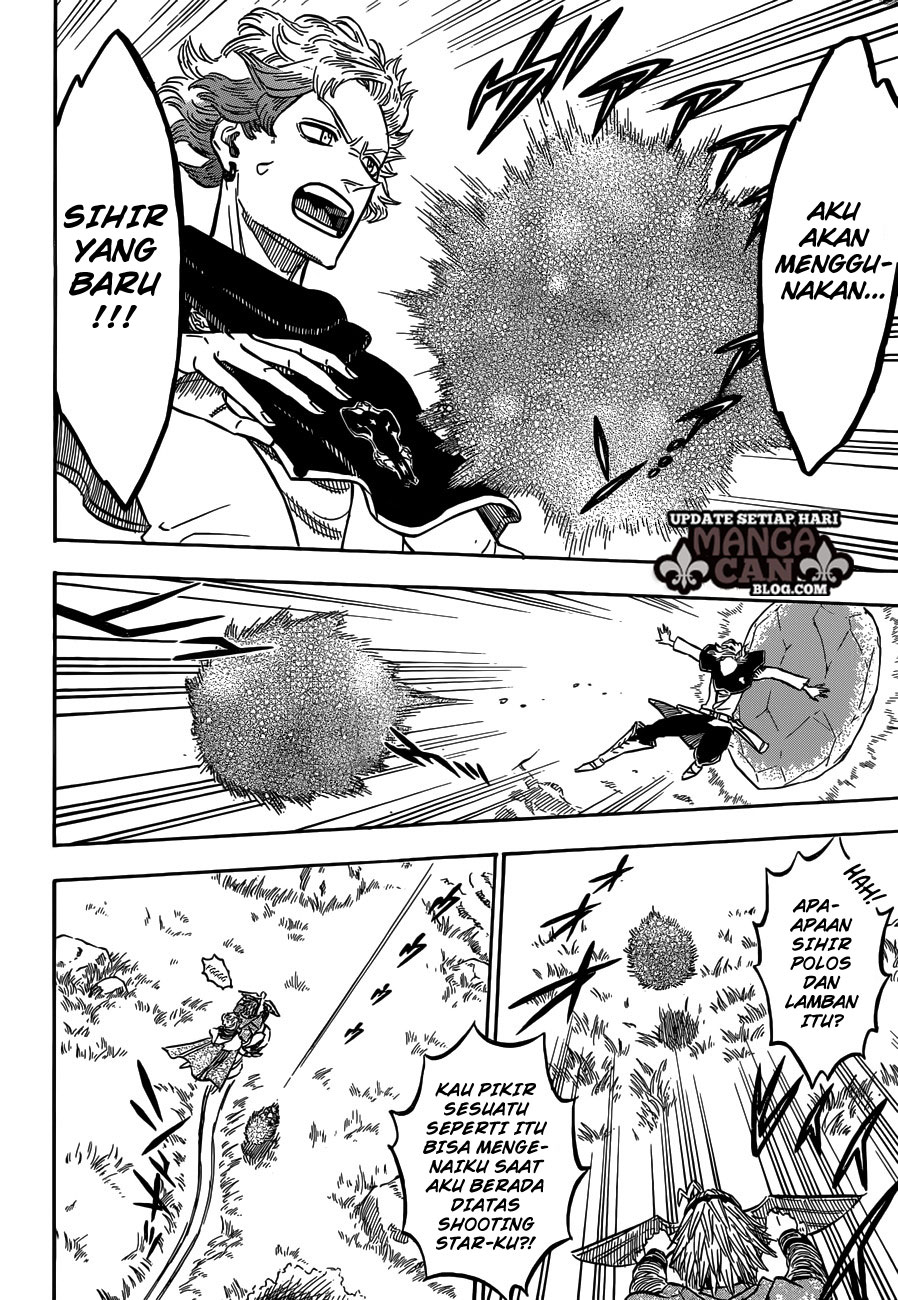 AKU
AKAN
MENGGU-
NAKAN...
SIHIR
YANG
BARU
!!!
UPDATE SETIAP HARI
MANGA
CAN
BLOG.COM
HAH!
APA-
APAAN
SIHIR
POLOS
DAN
LAMBAN
ITU?
KAU PIKIR
SESUATU
SEPERTI ITU
BISA MENGE-
NAIKU SAAT
AKU BERADA
DIATAS
SHOOTING
STAR-KU?!